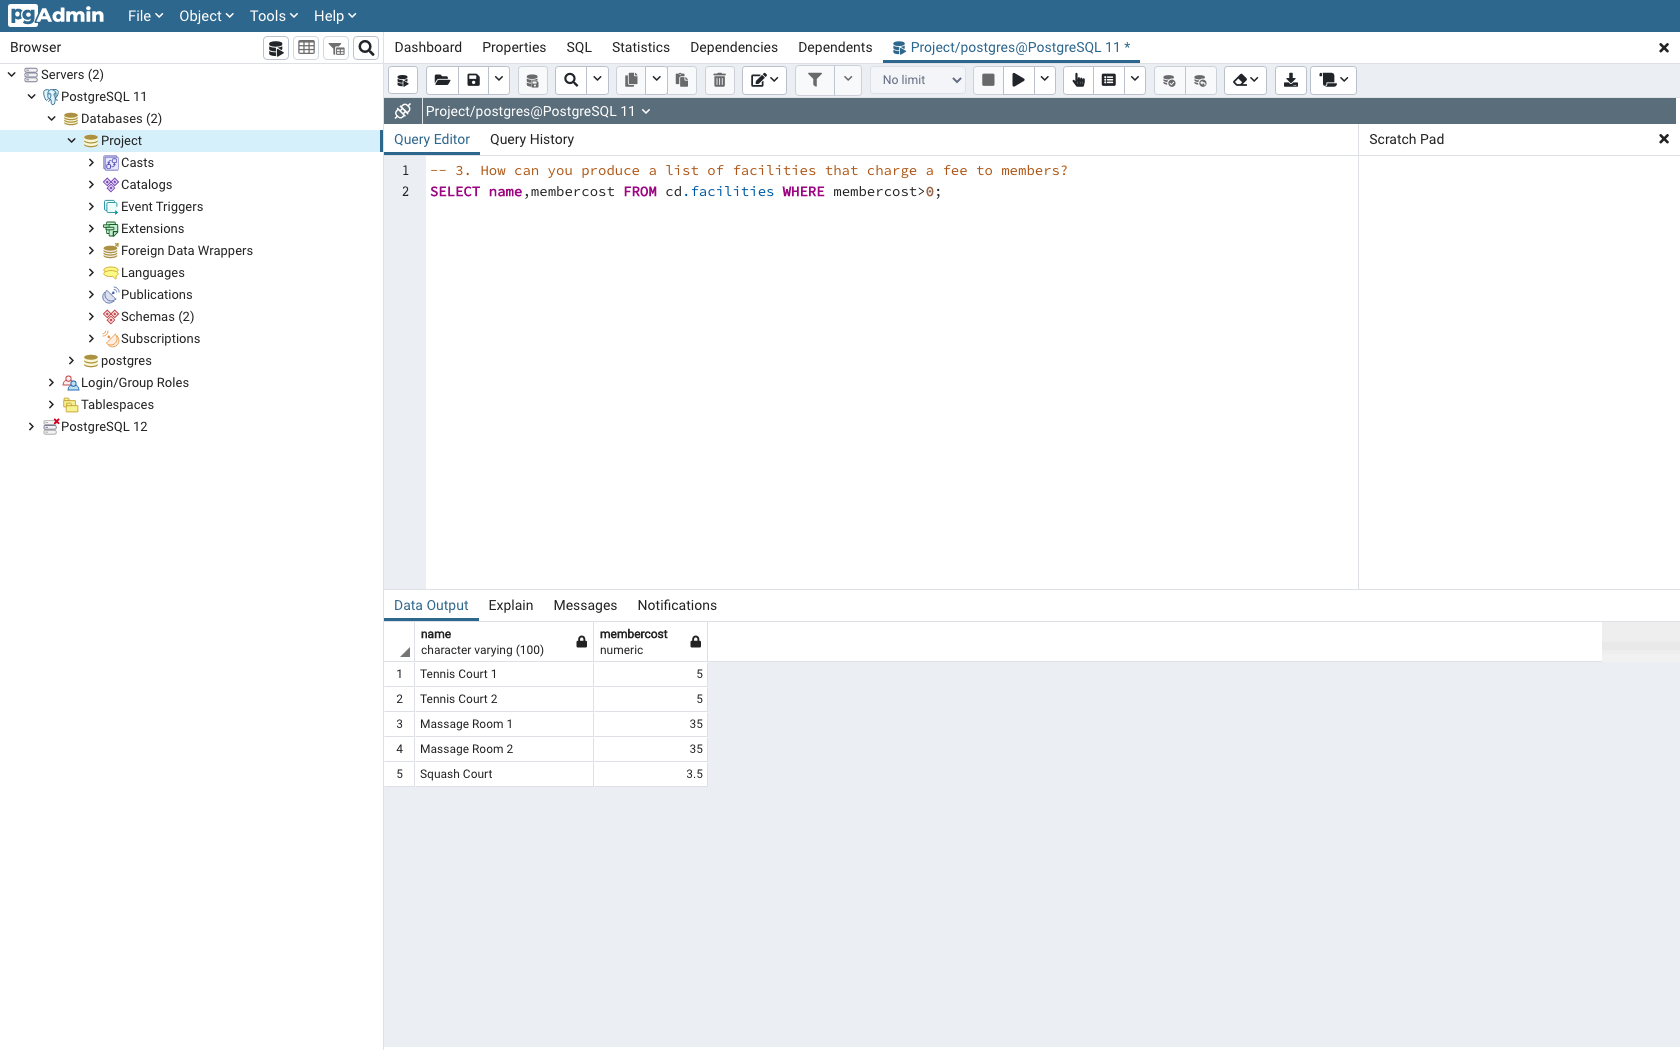 pgAdmin File Object Tools Help
Browser
Dashboard Properties SQL Statistics Dependencies Dependents Project/postgres@PostgreSQL 11 *
Servers (2)
PostgreSQL 11
Databases (2)
Project
Casts
Catalogs
Event Triggers
Extensions
Foreign Data Wrappers
Languages
Publications
Schemas (2)
Subscriptions
postgres
Login/Group Roles
Tablespaces
PostgreSQL 12
No limit
Project/postgres@PostgreSQL 11
Query Editor Query History
Scratch Pad
1 -- 3. How can you produce a list of facilities that charge a fee to members?
2 SELECT name,membercost FROM cd.facilities WHERE membercost>0;
Data Output Explain Messages Notifications
name membercost
character varying (100) numeric
1 Tennis Court 1 5
2 Tennis Court 2 5
3 Massage Room 1 35
4 Massage Room 2 35
5 Squash Court 3.5